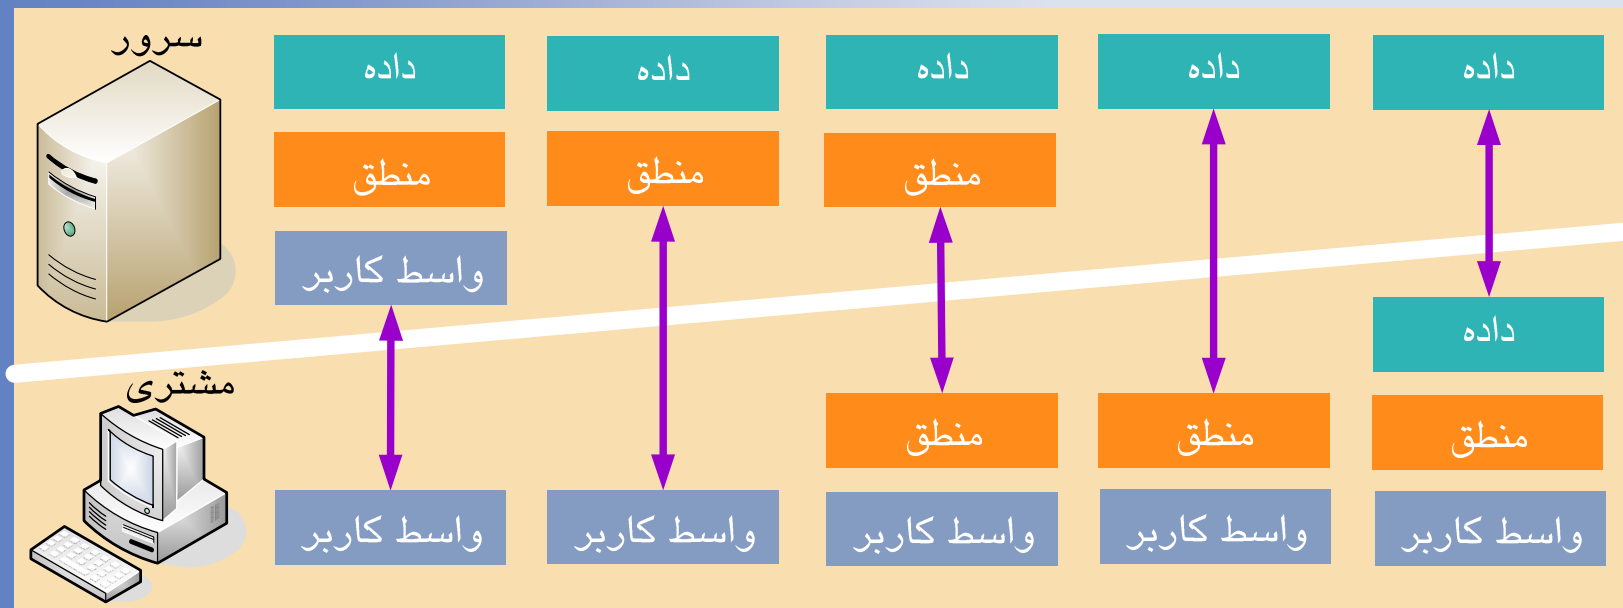 سرور
داده
داده
داده
داده
داده
منطق
منطق
منطق
واسط کاربر
داده
مشتری
منطق
منطق
منطق
واسط کاربر
واسط کاربر
واسط کاربر
واسط کاربر
واسط کاربر